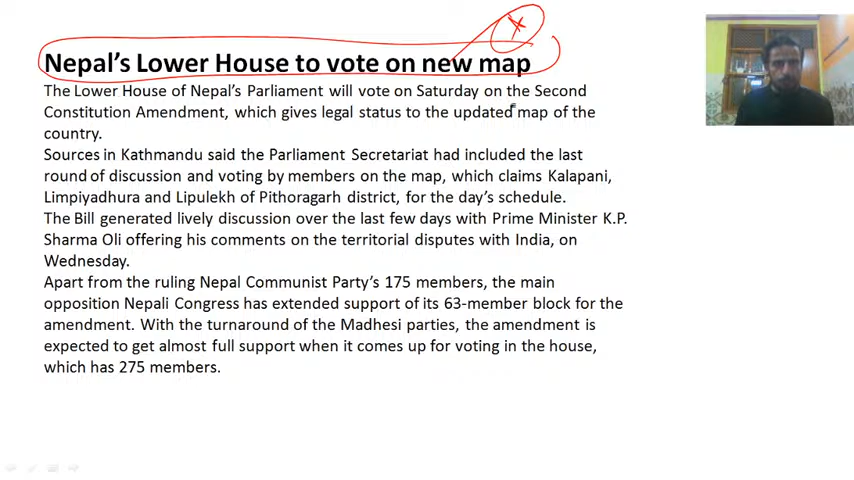 Nepal's Lower House to vote on new map
The Lower House of Nepal's Parliament will vote on Saturday on the Second
Constitution Amendment, which gives legal status to the updated map of the
country.
Sources in Kathmandu said the Parliament Secretariat had included the last
round of discussion and voting by members on the map, which claims Kalapani,
Limpiyadhura and Lipulekh of Pithoragarh district, for the day's schedule.
The Bill generated lively discussion over the last few days with Prime Minister K.P.
Sharma Oli offering his comments on the territorial disputes with India, on
Wednesday.
Apart from the ruling Nepal Communist Party's 175 members, the main
opposition Nepali Congress has extended support of its 63-member block for the
amendment. With the turnaround of the Madhesi parties, the amendment is
expected to get almost full support when it comes up for voting in the house,
which has 275 members.